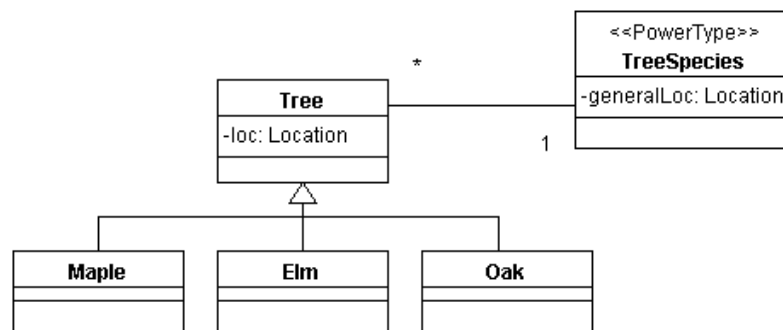 <<PowerType>>
TreeSpecies
-generalLoc: Location
*
Tree
-loc: Location
1
Maple
Elm
Oak